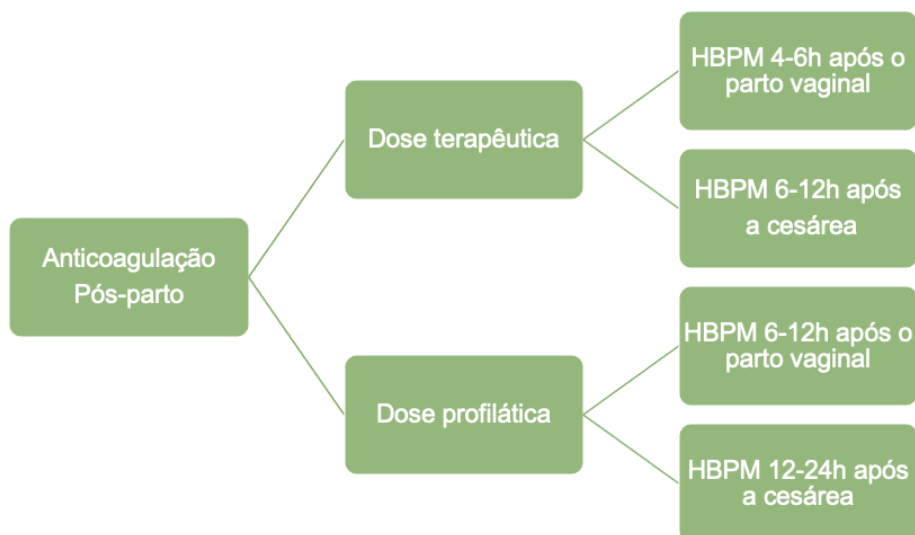 Anticoagulação
Pós-parto
Dose terapêutica
HBPM 4-6h após o
parto vaginal
HBPM 6-12h após
a cesárea
Dose profilática
HBPM 6-12h após o
parto vaginal
HBPM 12-24h após
a cesárea